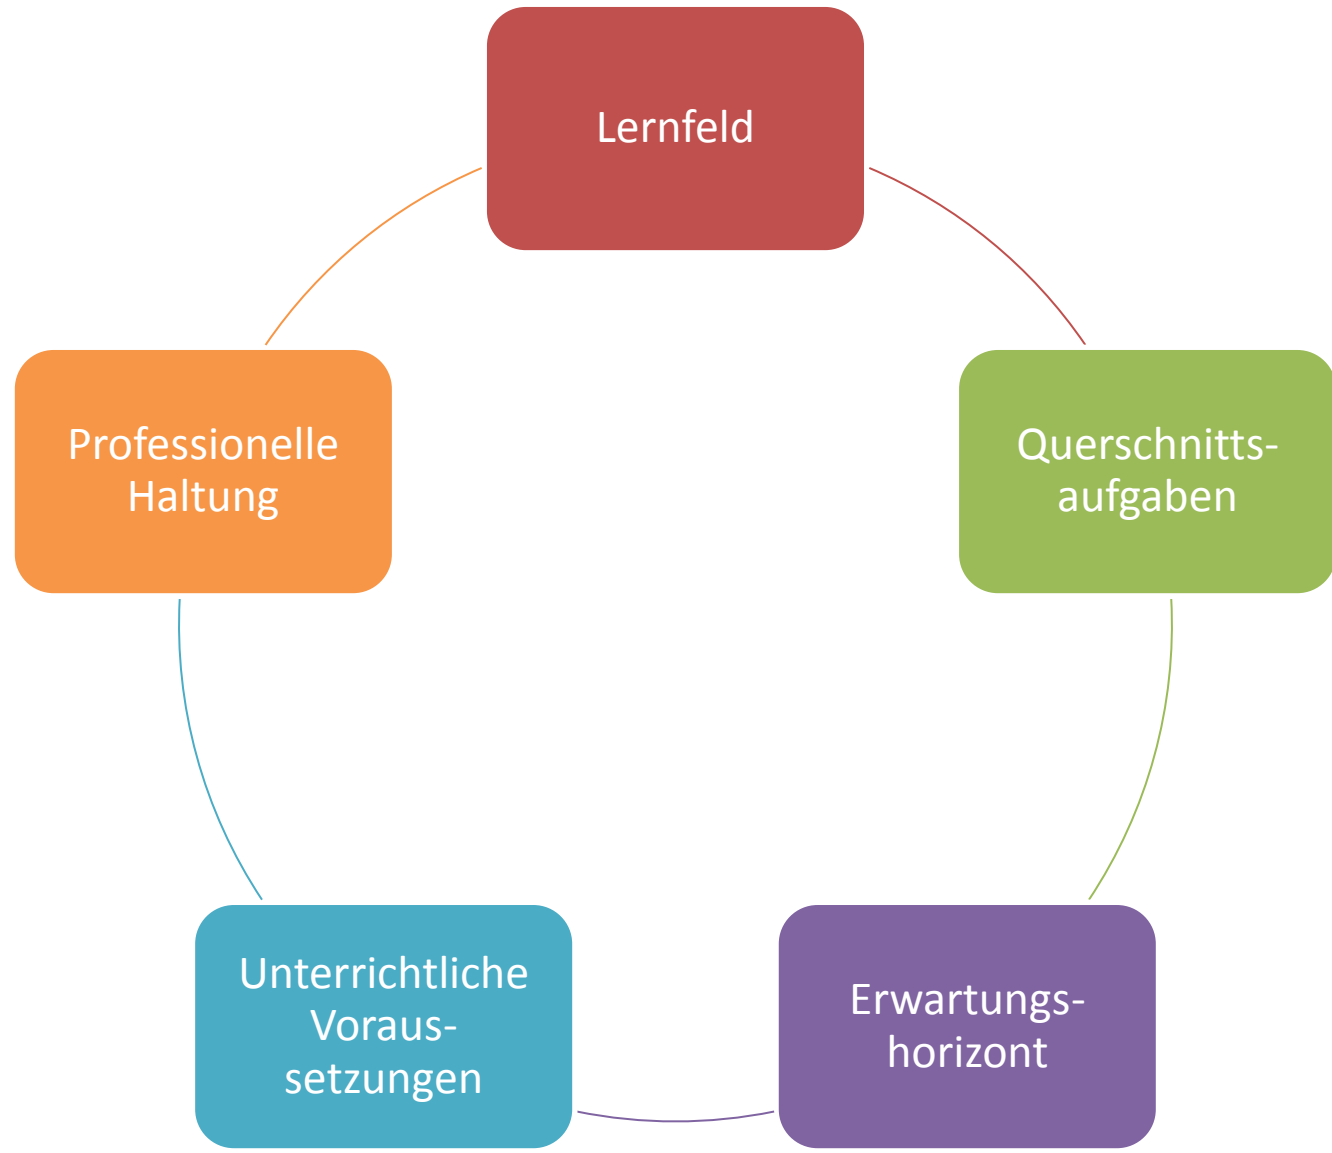 Lernfeld
Professionelle
Haltung
Querschnitts-
aufgaben
Unterrichtliche
Voraus-
setzungen
Erwartungs-
horizont